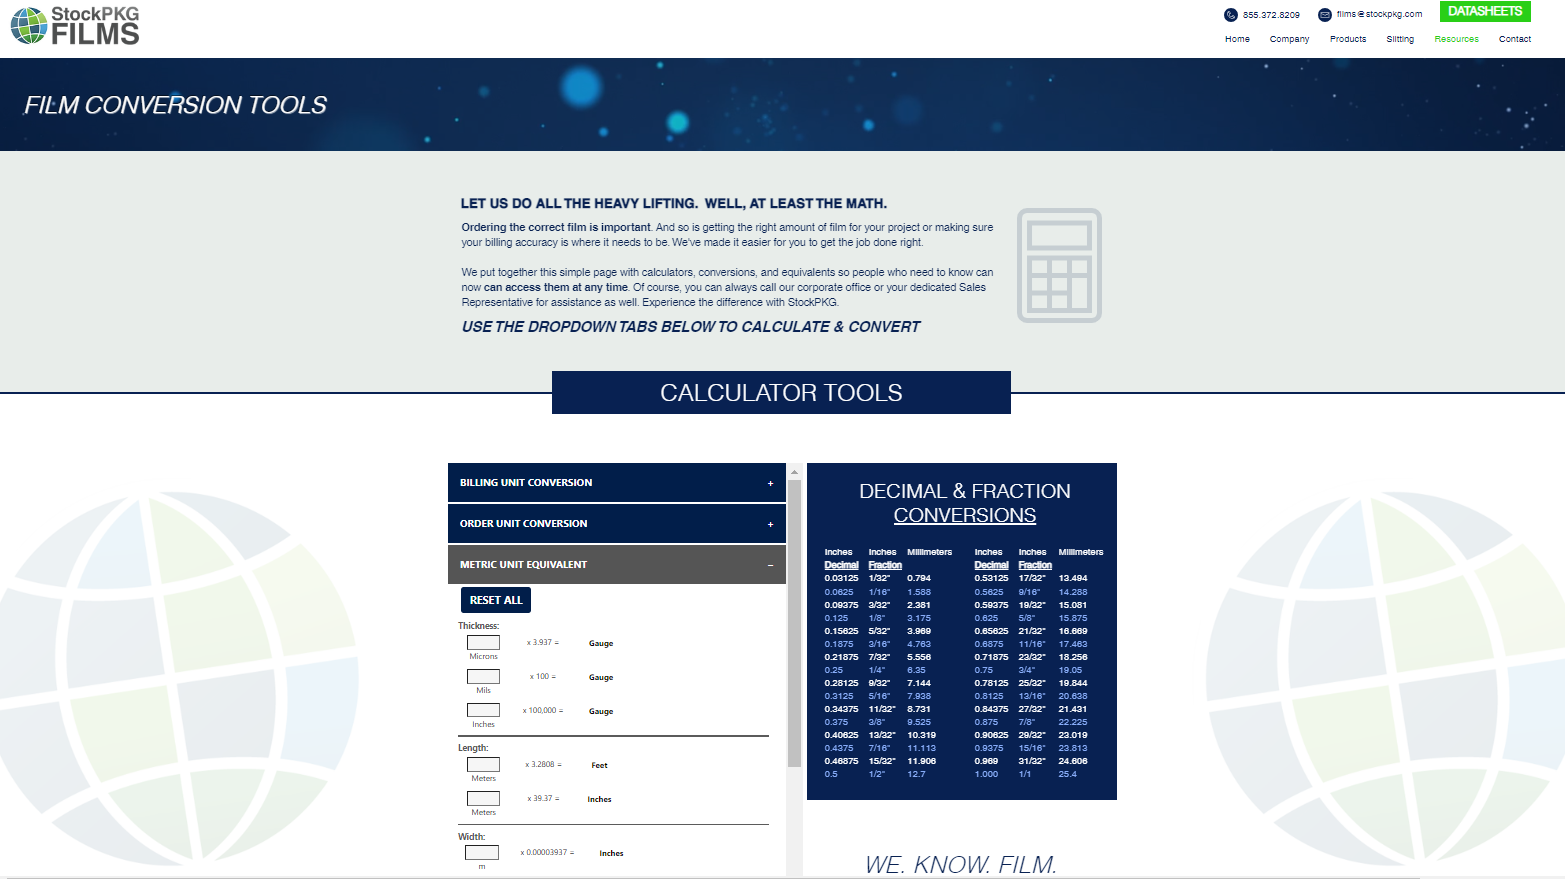 StockPKG
FILMS
855.372.8209
films@stockpkg.com
DATASHEETS
Home
Company
Products
Slitting
Resources
Contact
FILM CONVERSION TOOLS
LET US DO ALL THE HEAVY LIFTING. WELL, AT LEAST THE MATH.
Ordering the correct film is important. And so is getting the right amount of film for your project or making sure
your billing accuracy is where it needs to be. We've made it easier for you to get the job done right.
We put together this simple page with calculators, conversions, and equivalents so people who need to know can
now can access them at any time. Of course, you can always call our corporate office or your dedicated Sales
Representative for assistance as well. Experience the difference with StockPKG.
USE THE DROPDOWN TABS BELOW TO CALCULATE & CONVERT
CALCULATOR TOOLS
BILLING UNIT CONVERSION +
ORDER UNIT CONVERSION +
METRIC UNIT EQUIVALENT –
RESET ALL
Thickness:
x 3.937 = Gauge
Microns
x 100 = Gauge
Mils
x 100,000 = Gauge
Inches
Length:
x 3.2808 = Feet
Meters
x 39.37 = Inches
Meters
Width:
x 0.00003937 = Inches
m
DECIMAL & FRACTION
CONVERSIONS
Inches Inches Millimeters Inches Inches Millimeters
Decimal Fraction Decimal Fraction
0.03125 1/32" 0.794 0.53125 17/32" 13.494
0.0625 1/16" 1.588 0.5625 9/16" 14.288
0.09375 3/32" 2.381 0.59375 19/32" 15.081
0.125 1/8" 3.175 0.625 5/8" 15.875
0.15625 5/32" 3.969 0.65625 21/32" 16.669
0.1875 3/16" 4.763 0.6875 11/16" 17.463
0.21875 7/32" 5.556 0.71875 23/32" 18.256
0.25 1/4" 6.35 0.75 3/4" 19.05
0.28125 9/32" 7.144 0.78125 25/32" 19.844
0.3125 5/16" 7.938 0.8125 13/16" 20.638
0.34375 11/32" 8.731 0.84375 27/32" 21.431
0.375 3/8" 9.525 0.875 7/8" 22.225
0.40625 13/32" 10.319 0.90625 29/32" 23.019
0.4375 7/16" 11.113 0.9375 15/16" 23.813
0.46875 15/32" 11.906 0.969 31/32" 24.606
0.5 1/2" 12.7 1.000 1/1 25.4
WE. KNOW. FILM.